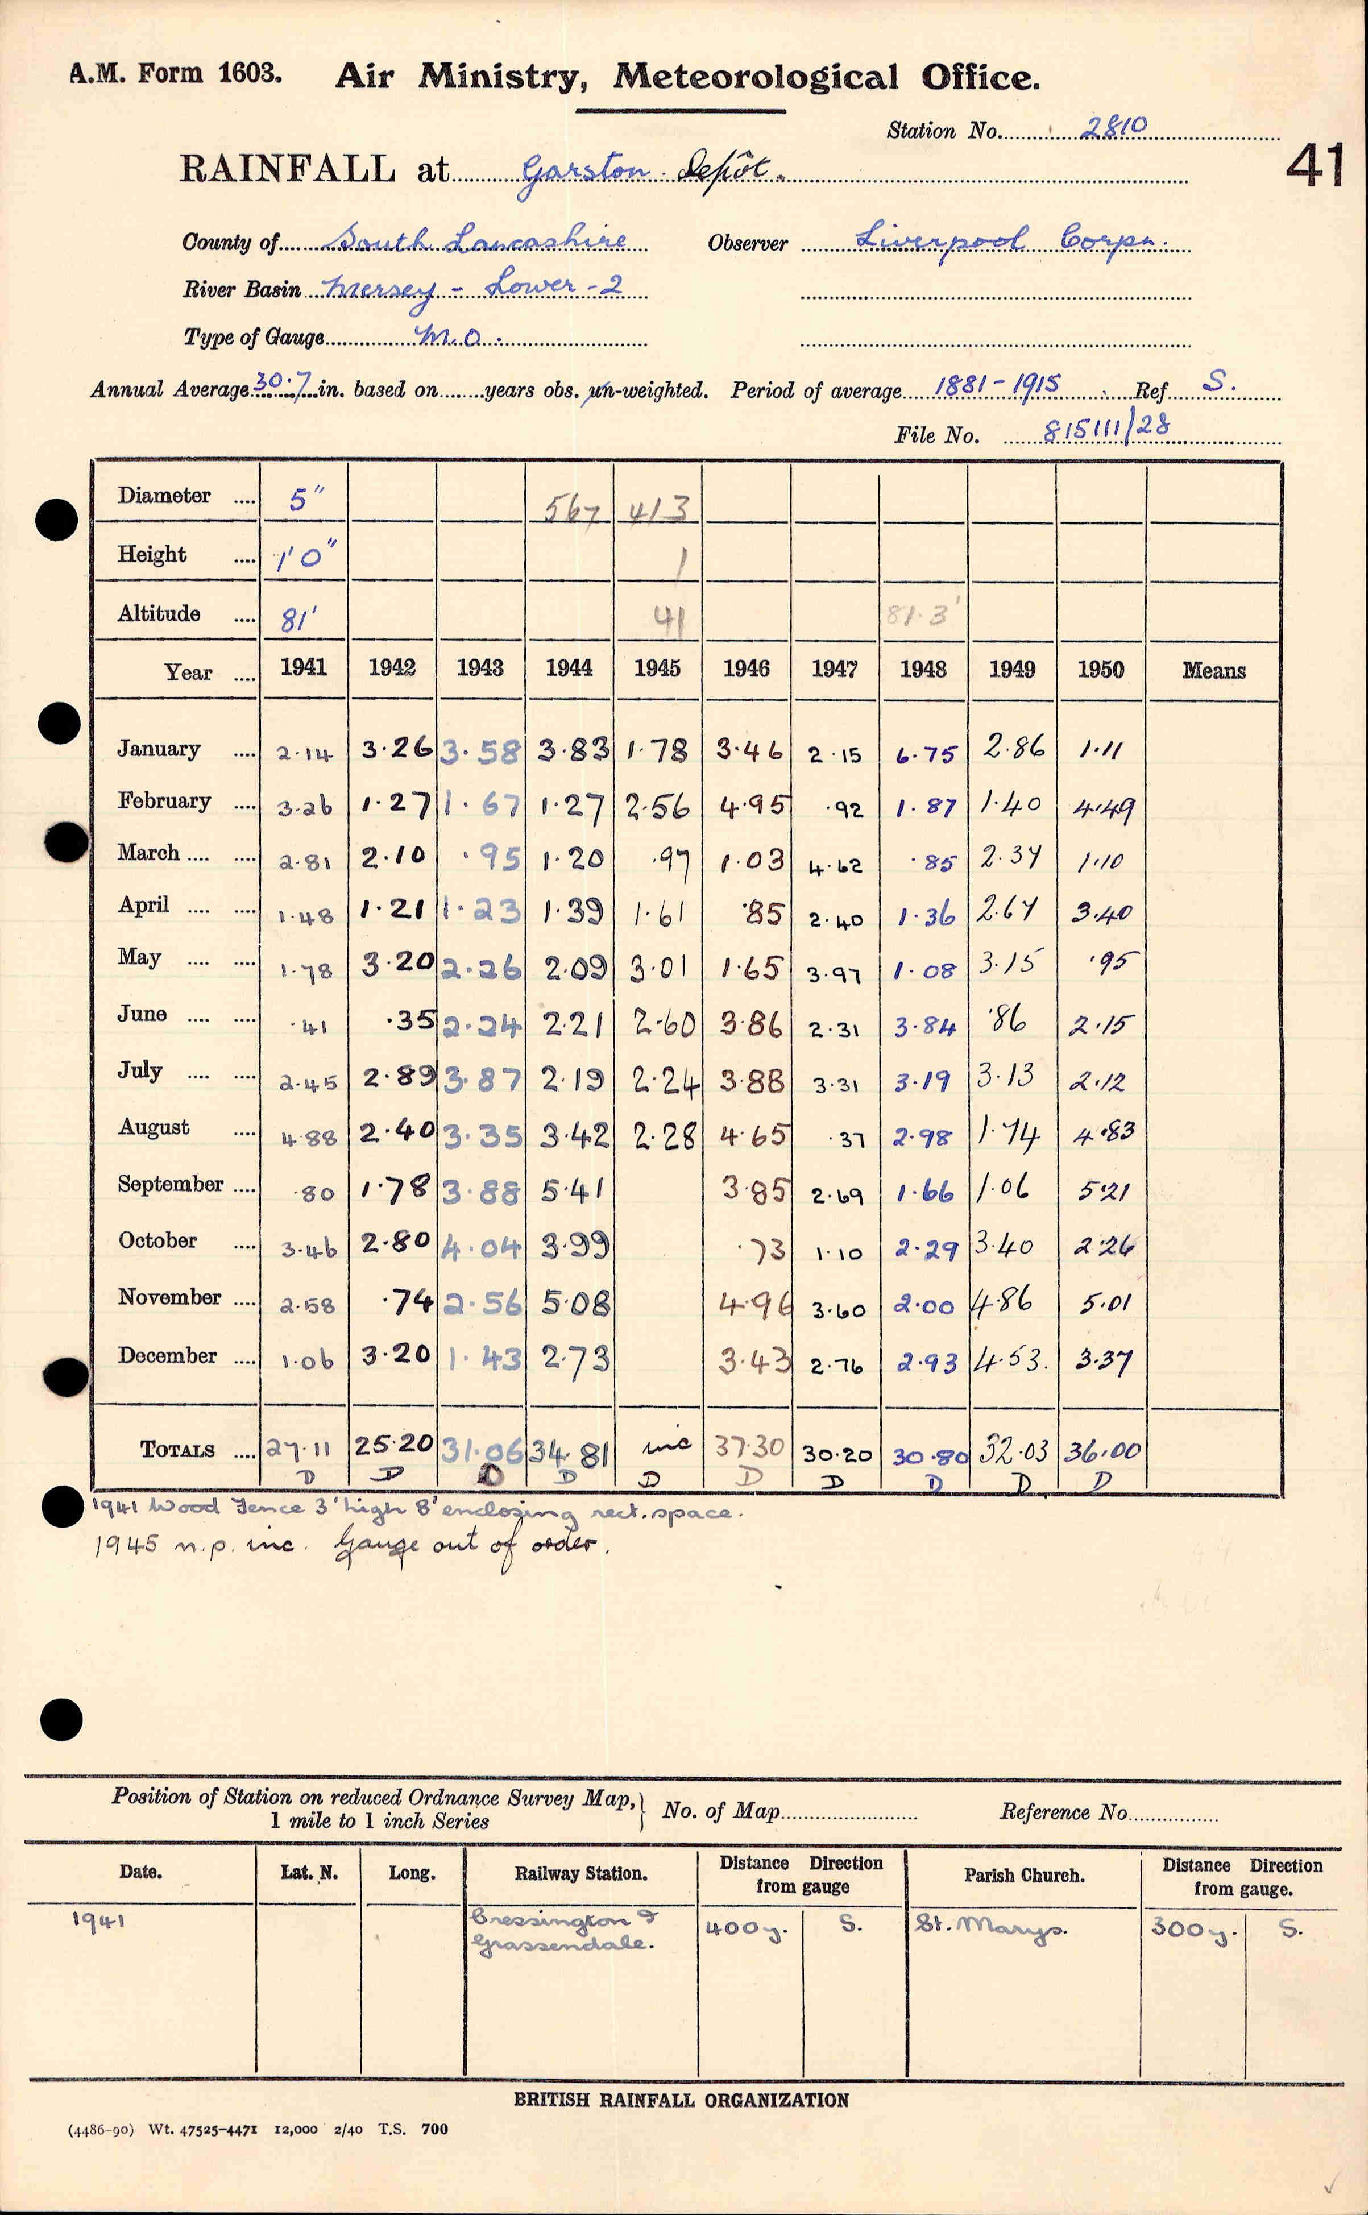 A.M. Form 1603. Air Ministry, Meteorological Office.
Station No. 2810
41
RAINFALL at Garston Depôt.
County of South Lancashire Observer Liverpool Corpn.
River Basin Mersey - Lower - 2
Type of Gauge M.O.
Annual Average 30.7 in. based on years obs. un-weighted. Period of average 1881-1915 Ref S.
File No. 815111/28
Diameter .... 5" 567 413
Height .... 1'0" 1
Altitude .... 81' 41 81.3'
Year .... 1941 1942 1943 1944 1945 1946 1947 1948 1949 1950 Means
January .... 2.14 3.26 3.58 3.83 1.78 3.46 2.15 6.75 2.86 1.11
February .... 3.26 1.27 1.67 1.27 2.56 4.95 .92 1.87 1.40 4.49
March .... .... 2.81 2.10 .95 1.20 .97 1.03 4.62 .85 2.37 1.10
April .... .... 1.48 1.21 1.23 1.39 1.61 .85 2.40 1.36 2.67 3.40
May .... .... 1.78 3.20 2.26 2.09 3.01 1.65 3.97 1.08 3.15 .95
June .... .... .41 .35 2.24 2.21 2.60 3.86 2.31 3.84 .86 2.15
July .... .... 2.45 2.89 3.87 2.19 2.24 3.88 3.31 3.19 3.13 2.12
August .... 4.88 2.40 3.35 3.42 2.28 4.65 .37 2.98 1.74 4.83
September .... .80 1.78 3.88 5.41 3.85 2.69 1.66 1.06 5.21
October .... 3.46 2.80 4.04 3.99 .73 1.10 2.29 3.40 2.26
November .... 2.58 .74 2.56 5.08 4.96 3.60 2.00 4.86 5.01
December .... 1.06 3.20 1.43 2.73 3.43 2.76 2.93 4.53. 3.37
TOTALS .... 27.11 25.20 31.06 34.81 inc 37.30 30.20 30.80 32.03 36.00
D D D D D D D D D D
1941 Wood Fence 3' high 8' enclosing rect. space.
1945 n.p. inc. Gauge out of order.
Position of Station on reduced Ordnance Survey Map,} No. of Map Reference No.
1 mile to 1 inch Series
Date. Lat. N. Long. Railway Station. Distance Direction from gauge Parish Church. Distance Direction from gauge.
1941 Cressington & 400y. S. St. Marys. 300y. S.
Grassendale.
BRITISH RAINFALL ORGANIZATION
(4486-90) Wt. 47525-4471 12,000 2/40 T.S. 700